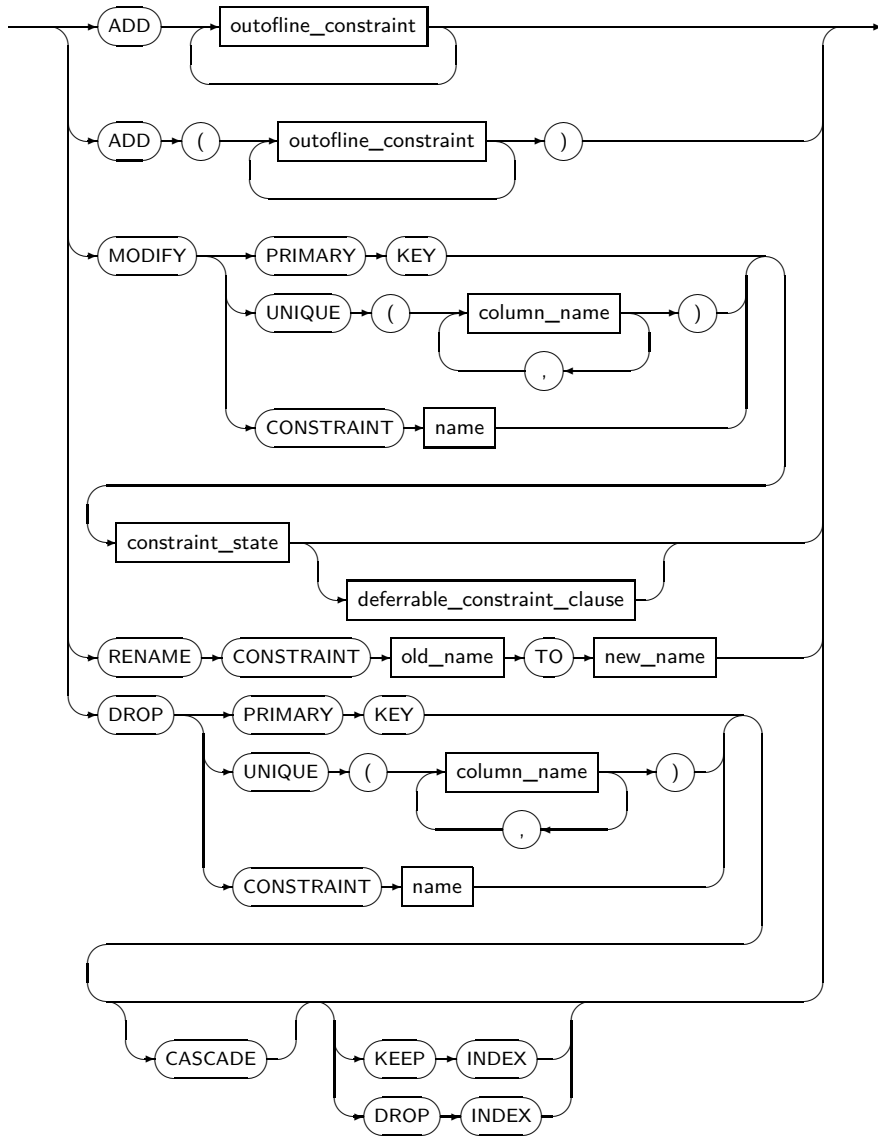 ADD outofline_constraint
ADD ( outofline_constraint )
MODIFY PRIMARY KEY
UNIQUE ( column_name )
,
CONSTRAINT name
constraint_state
deferrable_constraint_clause
RENAME CONSTRAINT old_name TO new_name
DROP PRIMARY KEY
UNIQUE ( column_name )
,
CONSTRAINT name
CASCADE KEEP INDEX
DROP INDEX